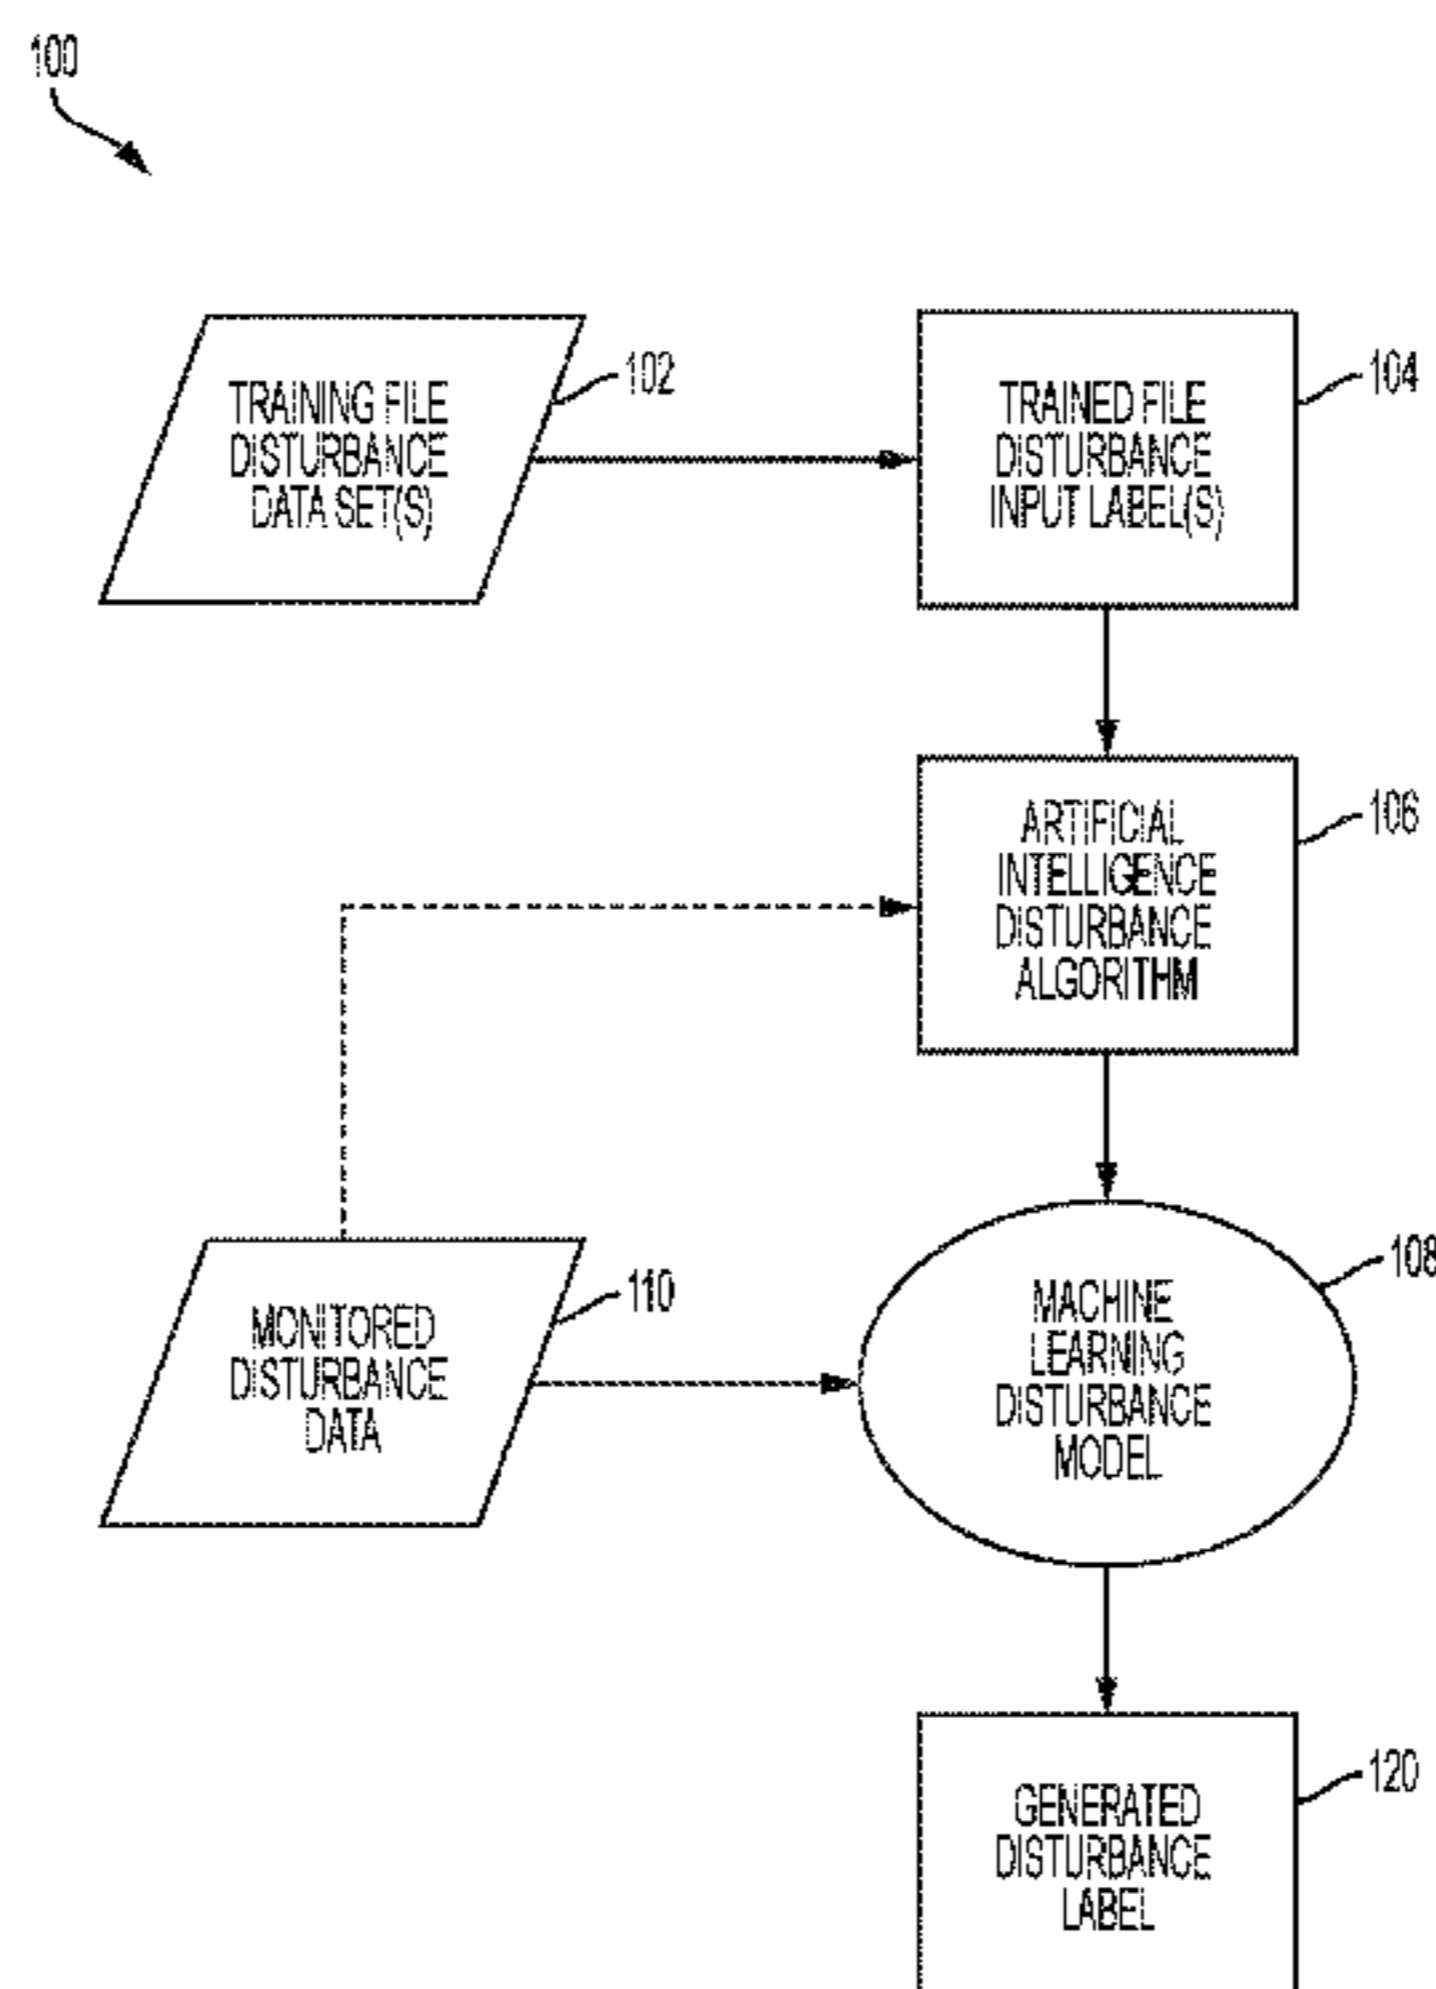 100
TRAINING FILE
DISTURBANCE
DATA SET(S)
102
TRAINED FILE
DISTURBANCE
INPUT LABEL(S)
104
ARTIFICIAL
INTELLIGENCE
DISTURBANCE
ALGORITHM
106
MONITORED
DISTURBANCE
DATA
110
MACHINE
LEARNING
DISTURBANCE
MODEL
108
GENERATED
DISTURBANCE
LABEL
120